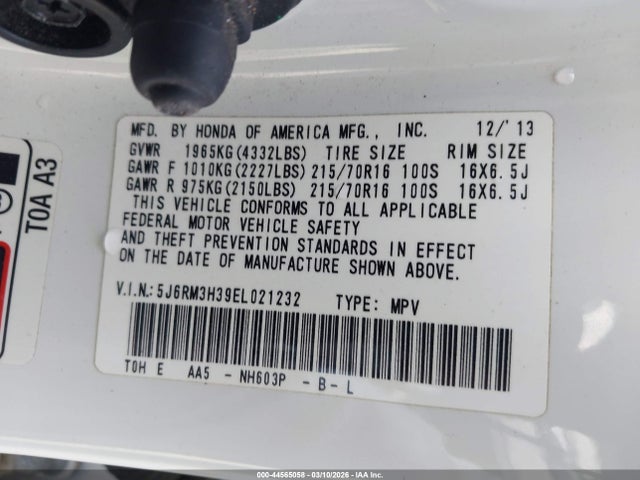 MFD. BY HONDA OF AMERICA MFG., INC. 12/'13
GVWR 1965KG(4332LBS) TIRE SIZE RIM SIZE
GAWR F 1010KG(2227LBS) 215/70R16 100S 16X6.5J
GAWR R 975KG(2150LBS) 215/70R16 100S 16X6.5J
THIS VEHICLE CONFORMS TO ALL APPLICABLE
FEDERAL MOTOR VEHICLE SAFETY
AND THEFT PREVENTION STANDARDS IN EFFECT
ON THE DATE OF MANUFACTURE SHOWN ABOVE.
V.I.N.: 5J6RM3H39EL021232 TYPE: MPV
T0H E AA5 - NH603P - B - L
T0A A3
000-44565058 - 03/10/2026 - IAA Inc.